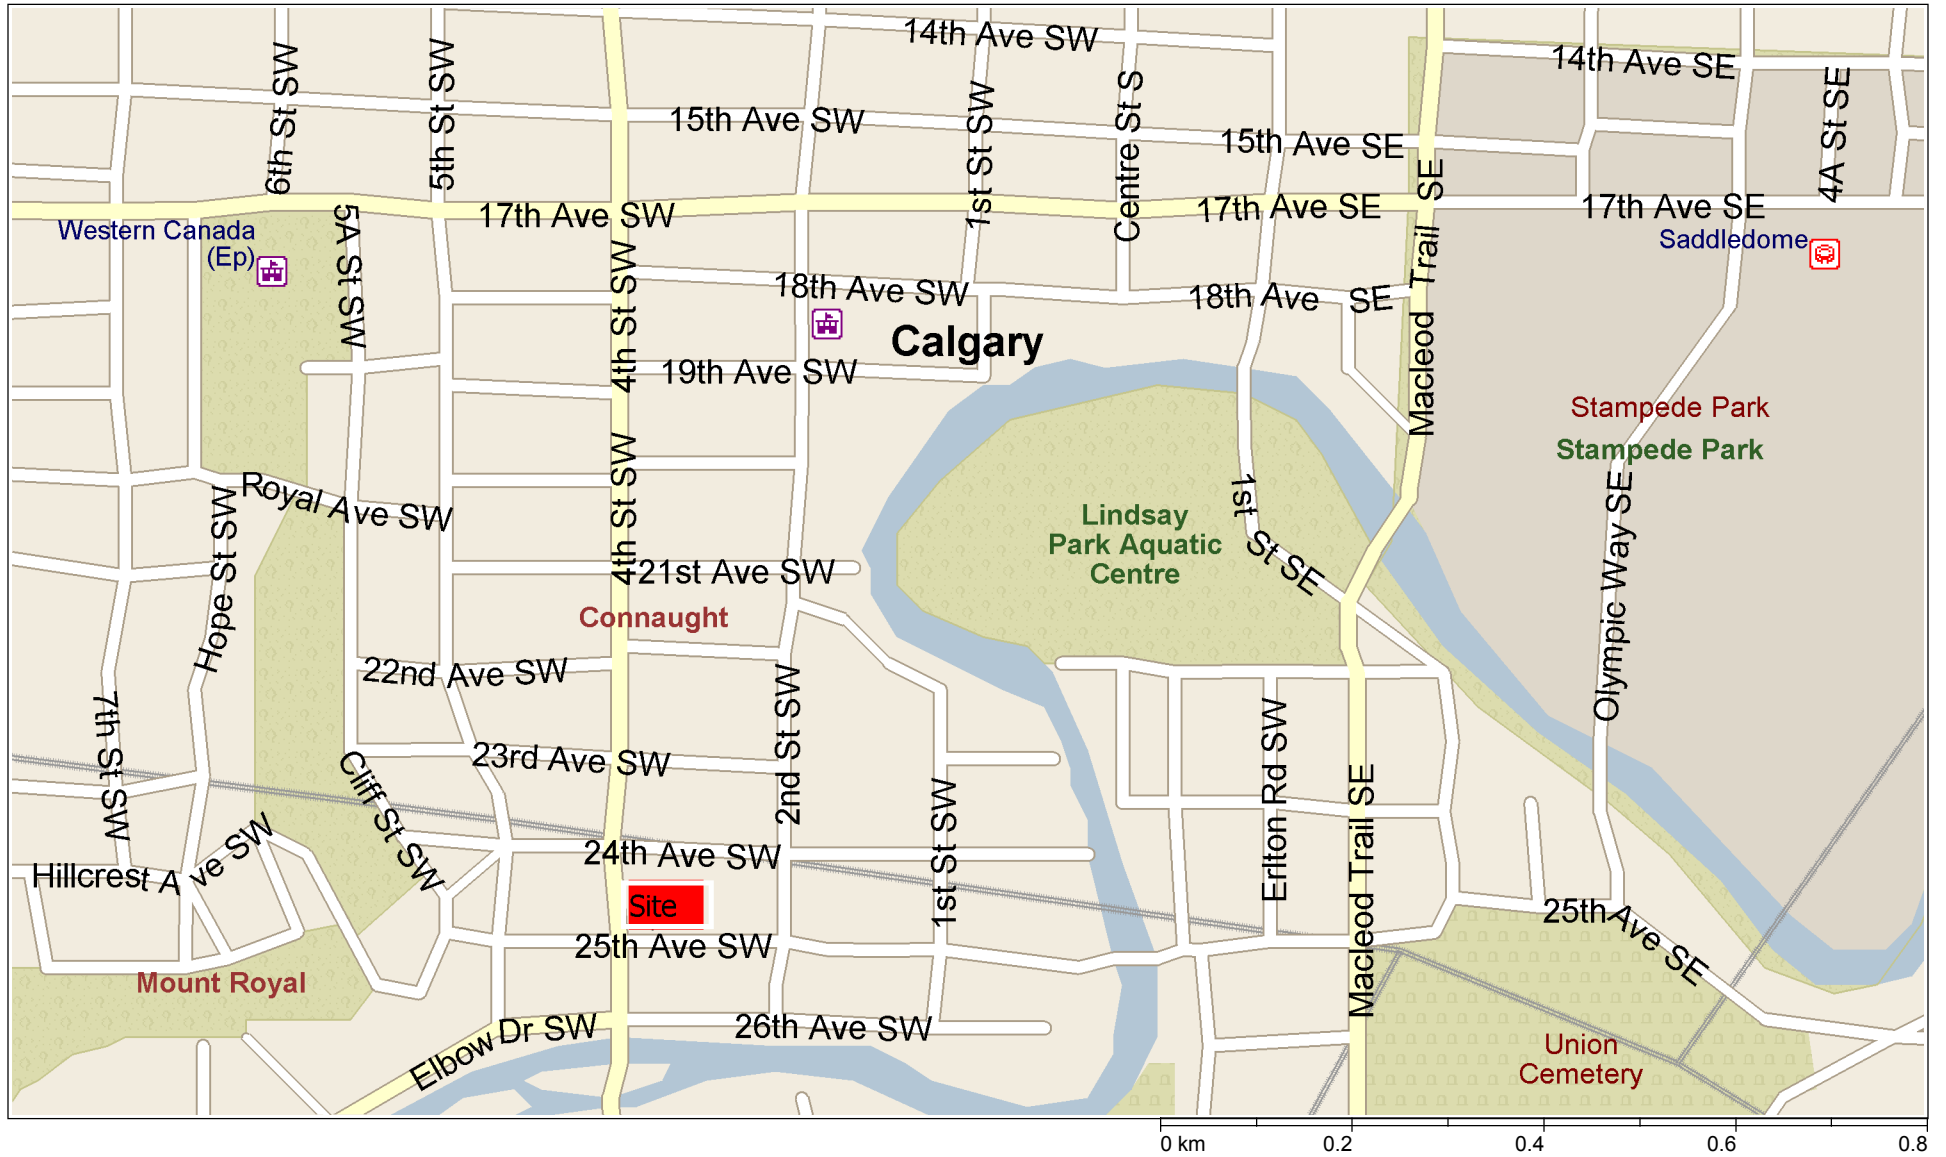 14th Ave SW
14th Ave SE
6th St SW
5th St SW
1st St SW
Centre St S
4A St SE
15th Ave SW
15th Ave SE
17th Ave SW
17th Ave SE
17th Ave SE
Western Canada
(Ep)
5A St SW
Saddledome
4th St SW
18th Ave SW
18th Ave SE
Macleod Trail SE
Calgary
19th Ave SW
Stampede Park
Stampede Park
Royal Ave SW
4th St SW
Hope St SW
1st St SE
Lindsay
Park Aquatic
Centre
21st Ave SW
Connaught
Olympic Way SE
22nd Ave SW
7th St SW
2nd St SW
Erlton Rd SW
23rd Ave SW
Cliff St SW
1st St SW
Macleod Trail SE
24th Ave SW
Hillcrest Ave SW
Site
25th Ave SW
25th Ave SE
Mount Royal
Elbow Dr SW
26th Ave SW
Union
Cemetery
0 km 0.2 0.4 0.6 0.8